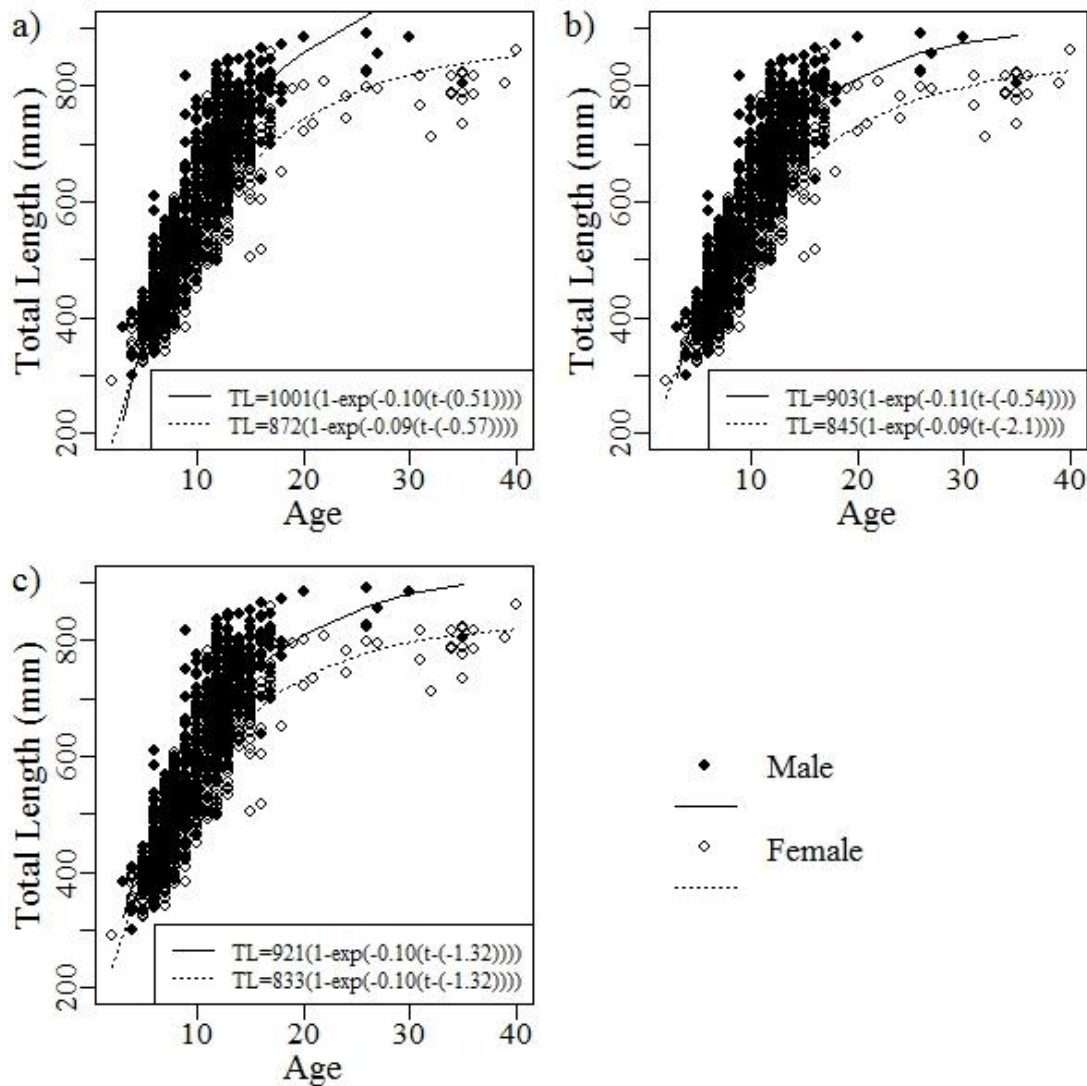 a)
Total Length (mm)
800
600
400
200
TL=1001(1-exp(-0.10(t-(0.51))))
TL=872(1-exp(-0.09(t-(-0.57))))
10 20 30 40
Age
b)
Total Length (mm)
800
600
400
200
TL=903(1-exp(-0.11(t-(-0.54))))
TL=845(1-exp(-0.09(t-(-2.1))))
10 20 30 40
Age
c)
Total Length (mm)
800
600
400
200
TL=921(1-exp(-0.10(t-(-1.32))))
TL=833(1-exp(-0.10(t-(-1.32))))
10 20 30 40
Age
Male
Female